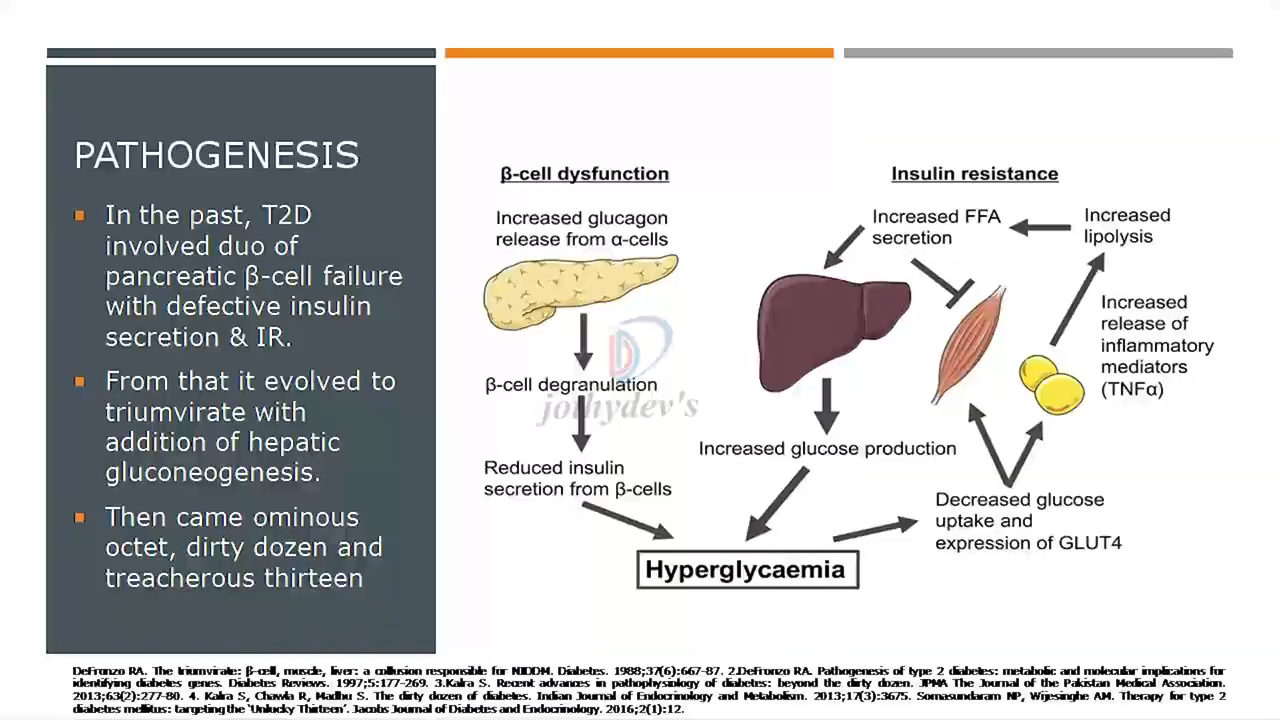 PATHOGENESIS
In the past, T2D
involved duo of
pancreatic β-cell failure
with defective insulin
secretion & IR.
From that it evolved to
triumvirate with
addition of hepatic
gluconeogenesis.
Then came ominous
octet, dirty dozen and
treacherous thirteen
β-cell dysfunction
Increased glucagon
release from α-cells
β-cell degranulation
Reduced insulin
secretion from β-cells
jothydev's
Insulin resistance
Increased FFA
secretion
Increased
lipolysis
Increased
release of
inflammatory
mediators
(TNFα)
Increased glucose production
Decreased glucose
uptake and
expression of GLUT4
Hyperglycaemia
DeFronzo RA. The triumvirate: β-cell, muscle, liver: a collusion responsible for NIDDM. Diabetes. 1988;37(6):667-87. 2.DeFronzo RA. Pathogenesis of type 2 diabetes: metabolic and molecular implications for
identifying diabetes genes. Diabetes Reviews. 1997;5:177-269. 3.Kalra S. Recent advances in pathophysiology of diabetes: beyond the dirty dozen. JPMA The Journal of the Pakistan Medical Association.
2013;63(2):277-80. 4. Kalra S, Chawla R, Madhu S. The dirty dozen of diabetes. Indian Journal of Endocrinology and Metabolism. 2013;17(3):3675. Somasundaram NP, Wijesinghe AM. Therapy for type 2
diabetes mellitus: targeting the 'Unlucky Thirteen'. Jacobs Journal of Diabetes and Endocrinology. 2016;2(1):12.